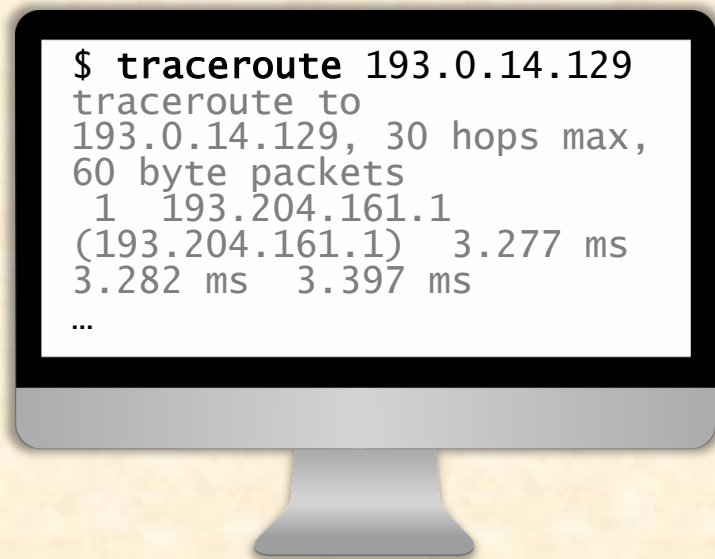 $ traceroute 193.0.14.129
traceroute to
193.0.14.129, 30 hops max,
60 byte packets
 1  193.204.161.1
(193.204.161.1)  3.277 ms
3.282 ms  3.397 ms
…